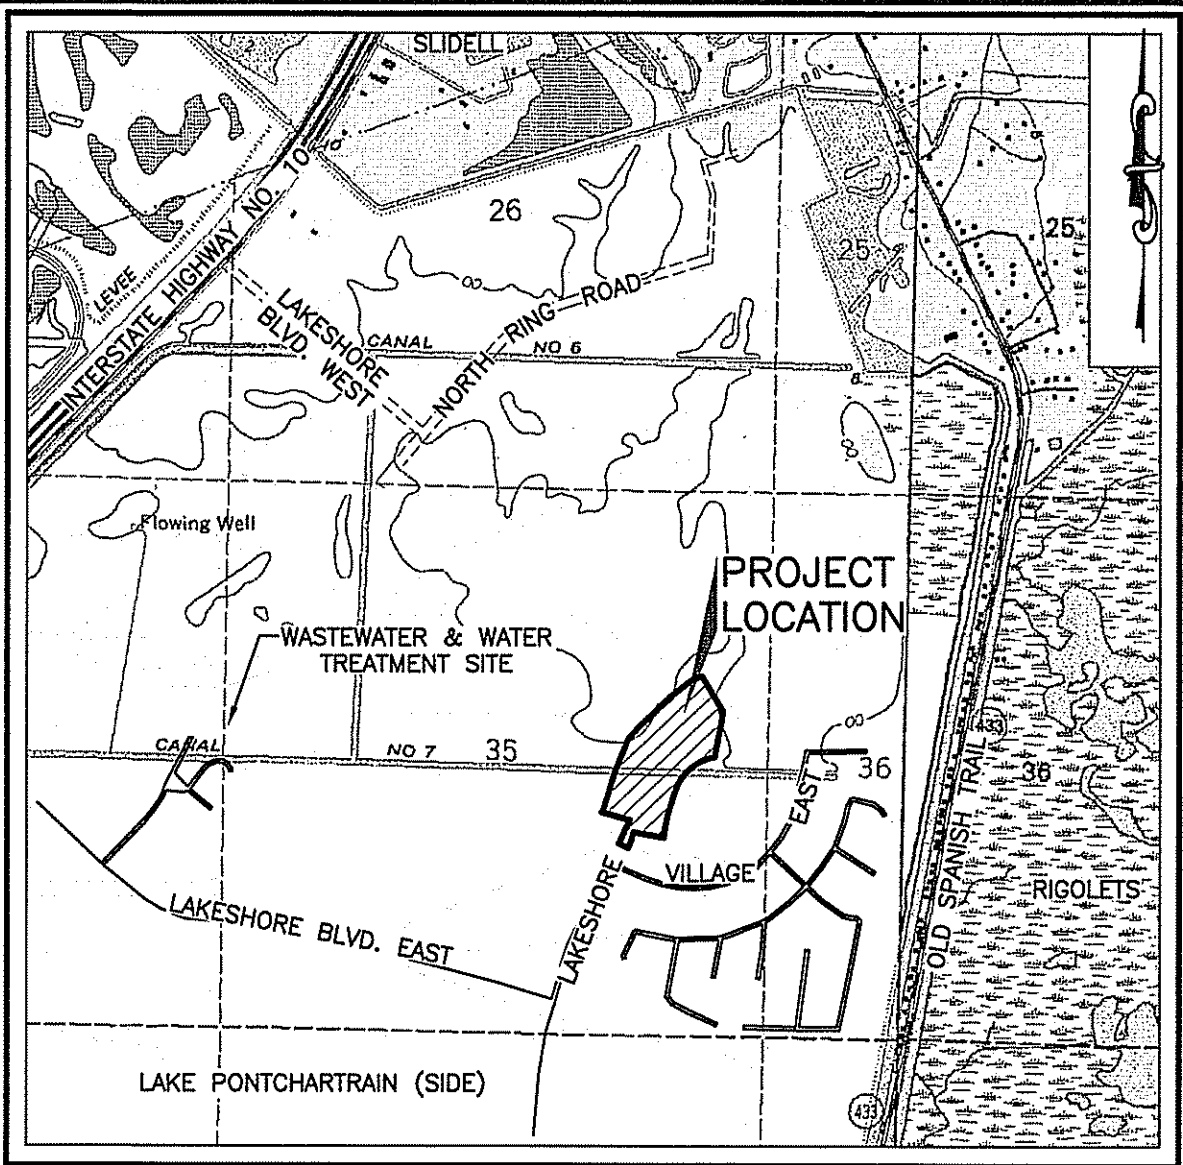 SLIDELL
2
10
INTERSTATE HIGHWAY NO. 10
LEVEE
26
25
25
LAKESHORE
BLVD. WEST
CANAL NO 6
NORTH RING ROAD
Flowing Well
PROJECT
LOCATION
WASTEWATER & WATER
TREATMENT SITE
CANAL NO 7
35
36
36
433
OLD SPANISH TRAIL
EAST
VILLAGE
LAKESHORE
LAKESHORE BLVD. EAST
RIGOLETS
LAKE PONTCHARTRAIN (SIDE)
433